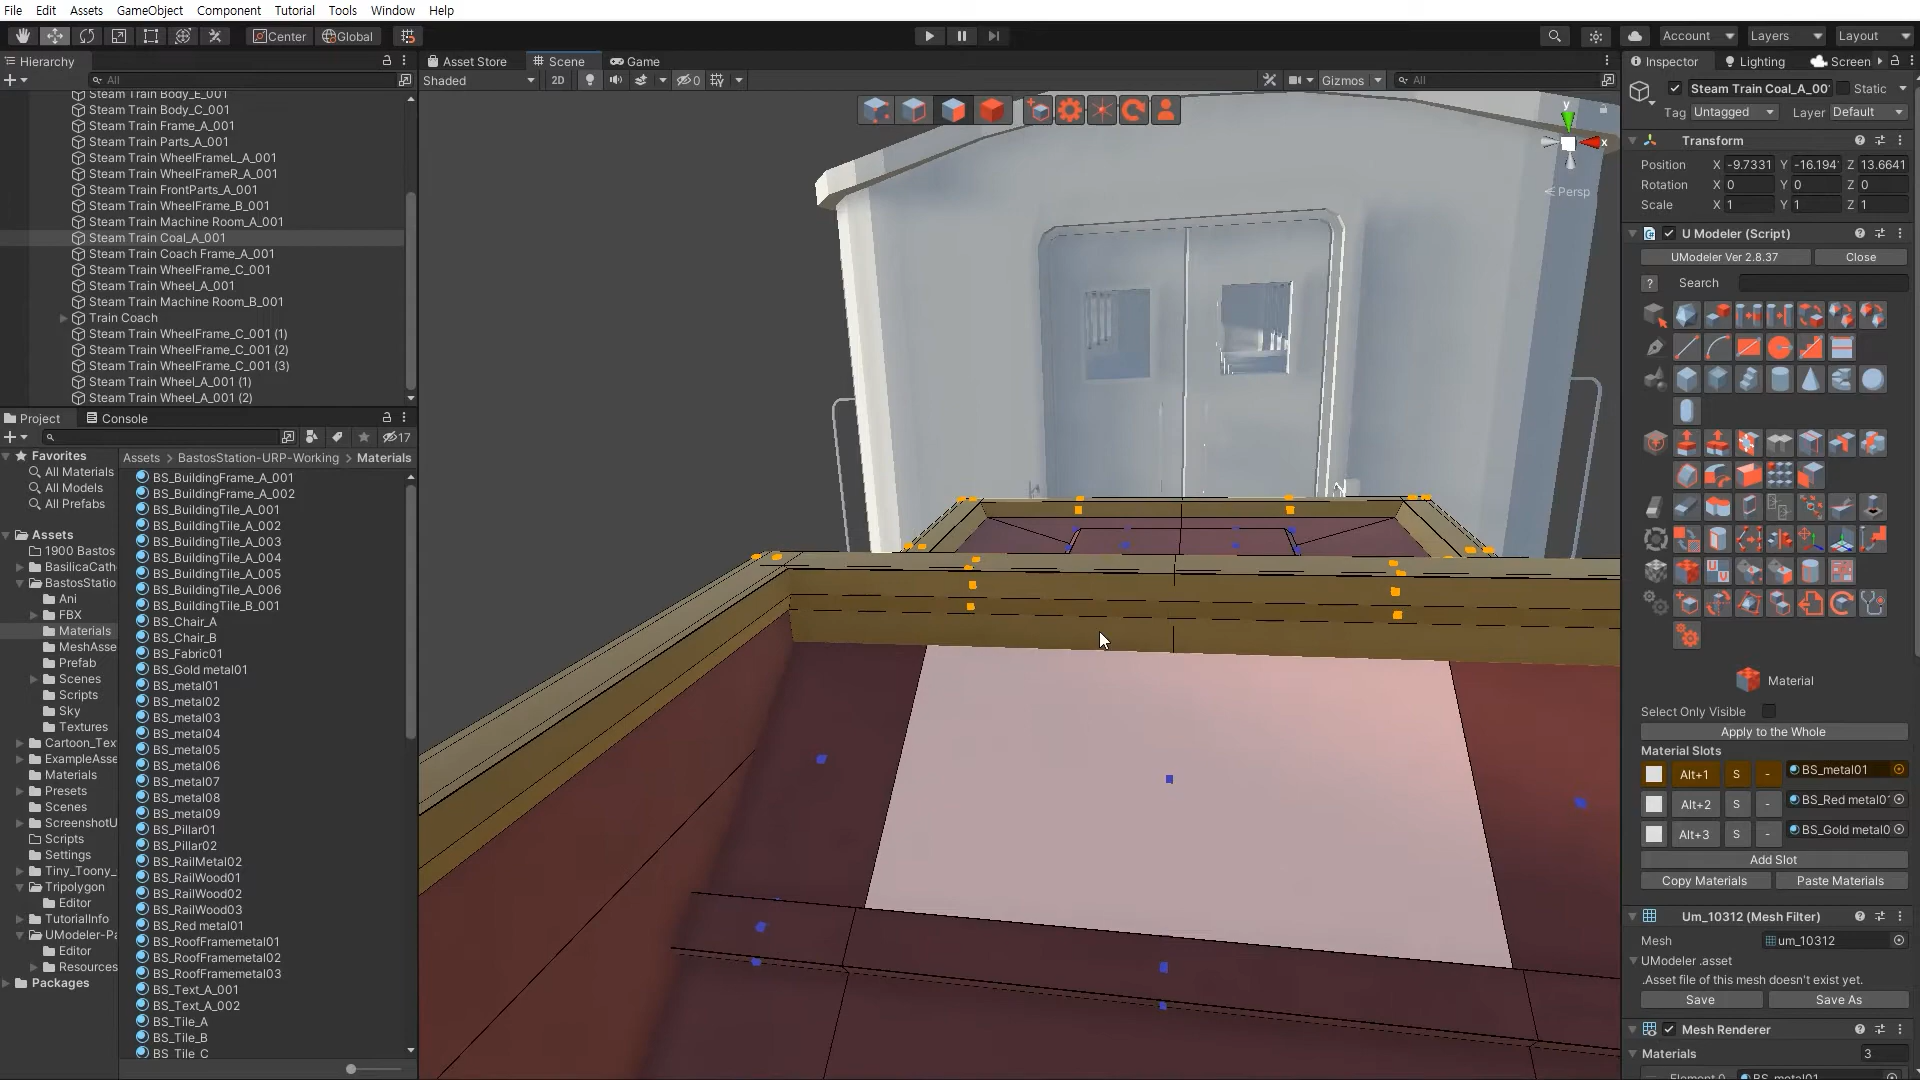 File Edit Assets GameObject Component Tutorial Tools Jobs Window Help
Center Global
Account Layers Layout
Hierarchy
All
Steam Train Body_E_001
Steam Train Body_C_001
Steam Train Frame_A_001
Steam Train Parts_A_001
Steam Train WheelFrameL_A_001
Steam Train WheelFrameR_A_001
Steam Train FrontParts_A_001
Steam Train WheelFrame_B_001
Steam Train Machine Room_A_001
Steam Train Coal_A_001
Steam Train Coach Frame_A_001
Steam Train WheelFrame_C_001
Steam Train Wheel_A_001
Steam Train Machine Room_B_001
Train Coach
Steam Train WheelFrame_C_001 (1)
Steam Train WheelFrame_C_001 (2)
Steam Train WheelFrame_C_001 (3)
Steam Train Wheel_A_001 (1)
Steam Train Wheel_A_001 (2)
Project Console
17
Favorites
All Materials
All Models
All Prefabs
Assets
1900 Bastos
BasilicaCath
BastosStatio
Ani
FBX
Materials
MeshAsse
Prefab
Scenes
Scripts
Sky
Textures
Cartoon_Tex
ExampleAsse
Materials
Presets
Scenes
ScreenshotU
Scripts
Settings
Tiny_Toony_
Tripolygon
Editor
TutorialInfo
UModeler-Pa
Editor
Resources
Packages
Assets > BastosStation-URP-Working > Materials
BS_BuildingFrame_A_001
BS_BuildingFrame_A_002
BS_BuildingTile_A_001
BS_BuildingTile_A_002
BS_BuildingTile_A_003
BS_BuildingTile_A_004
BS_BuildingTile_A_005
BS_BuildingTile_A_006
BS_BuildingTile_B_001
BS_Chair_A
BS_Chair_B
BS_Fabric01
BS_Gold metal01
BS_metal01
BS_metal02
BS_metal03
BS_metal04
BS_metal05
BS_metal06
BS_metal07
BS_metal08
BS_metal09
BS_Pillar01
BS_Pillar02
BS_RailMetal02
BS_RailWood01
BS_RailWood02
BS_RailWood03
BS_Red metal01
BS_RoofFramemetal01
BS_RoofFramemetal02
BS_RoofFramemetal03
BS_Text_A_001
BS_Text_A_002
BS_Tile_A
BS_Tile_B
BS_Tile_C
Asset Store Scene Game
Shaded 2D 0 Gizmos All
y
x
< Persp
Inspector Lighting Screen
Steam Train Coal_A_00 Static
Tag Untagged Layer Default
Transform
Position X -9.7331 Y -16.194 Z 13.6641
Rotation X 0 Y 0 Z 0
Scale X 1 Y 1 Z 1
U Modeler (Script)
UModeler Ver 2.8.37 Close
? Search
Material
Select Only Visible
Apply to the Whole
Material Slots
Alt+1 S - BS_metal01
Alt+2 S - BS_Red metal0
Alt+3 S - BS_Gold metal0
Add Slot
Copy Materials Paste Materials
Um_10312 (Mesh Filter)
Mesh um_10312
UModeler .asset
.Asset file of this mesh doesn't exist yet.
Save Save As
Mesh Renderer
Materials 3
Element 0 BS_metal01